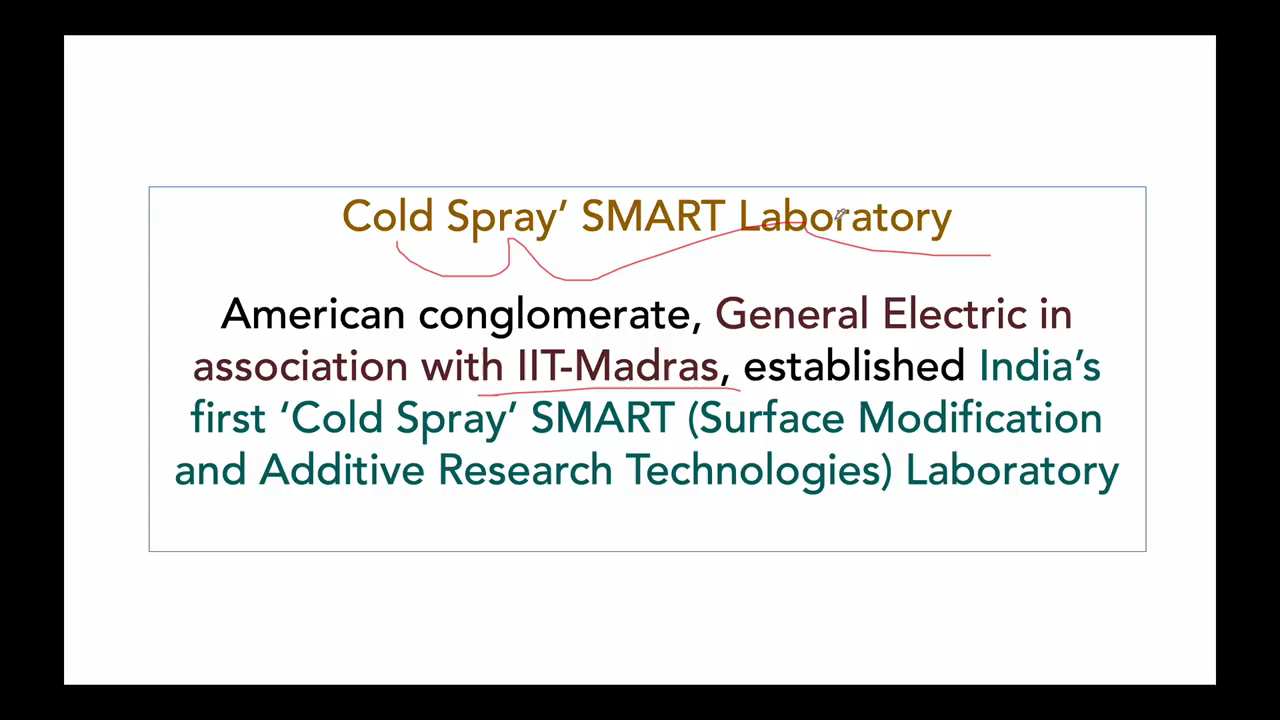 Cold Spray’ SMART Laboratory
American conglomerate, General Electric in
association with IIT-Madras, established India’s
first ‘Cold Spray’ SMART (Surface Modification
and Additive Research Technologies) Laboratory